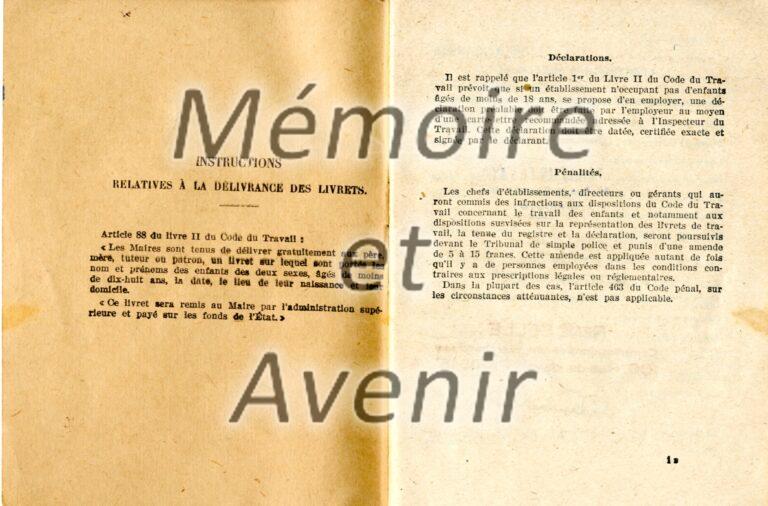 INSTRUCTIONS
RELATIVES À LA DÉLIVRANCE DES LIVRETS.
Article 88 du livre II du Code du Travail :
« Les Maires sont tenus de délivrer gratuitement aux père,
mère, tuteur ou patron, un livret sur lequel sont portés les
nom et prénoms des enfants des deux sexes, âgés de moins
de dix-huit ans, la date, le lieu de leur naissance et leur
domicile.
« Ce livret sera remis au Maire par l'administration supé-
rieure et payé sur les fonds de l'État. »
Déclarations.
Il est rappelé que l'article 1er du Livre II du Code du Tra-
vail prévoit que si un établissement n'occupant pas d'enfants
âgés de moins de 18 ans, se propose d'en employer, une dé-
claration préalable doit être faite par l'employeur au moyen
d'une carte-lettre recommandée adressée à l'Inspecteur du
Travail. Cette déclaration doit être datée, certifiée exacte et
signée par le déclarant.
Pénalités.
Les chefs d'établissements, directeurs ou gérants qui au-
ront commis des infractions aux dispositions du Code du Tra-
vail concernant le travail des enfants et notamment aux
dispositions susvisées sur la représentation des livrets de tra-
vail, la tenue du registre et la déclaration, seront poursuivis
devant le Tribunal de simple police et punis d'une amende
de 5 à 15 francs. Cette amende est appliquée autant de fois
qu'il y a de personnes employées dans les conditions con-
traires aux prescriptions légales ou réglementaires.
Dans la plupart des cas, l'article 463 du Code pénal, sur
les circonstances atténuantes, n'est pas applicable.
Mémoire
et
Avenir